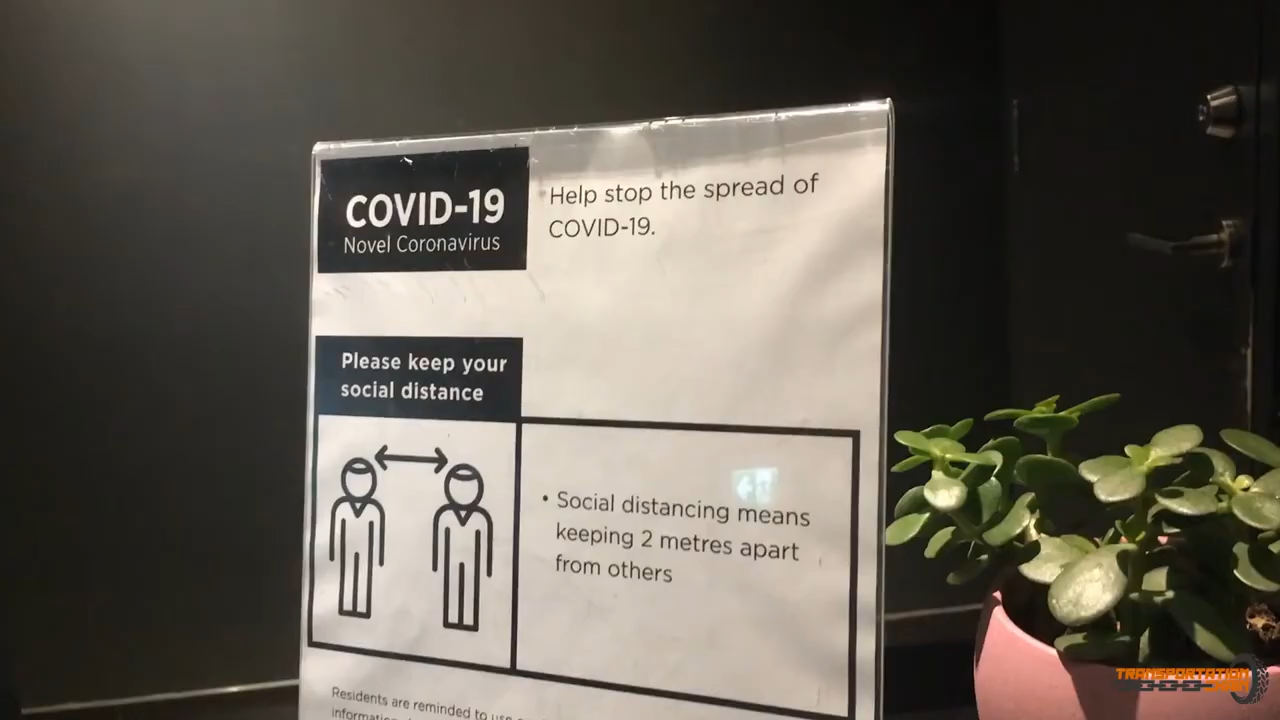 COVID-19
Novel Coronavirus
Help stop the spread of
COVID-19.
Please keep your
social distance
• Social distancing means
keeping 2 metres apart
from others
Residents are reminded to use
TRANSPORTATION